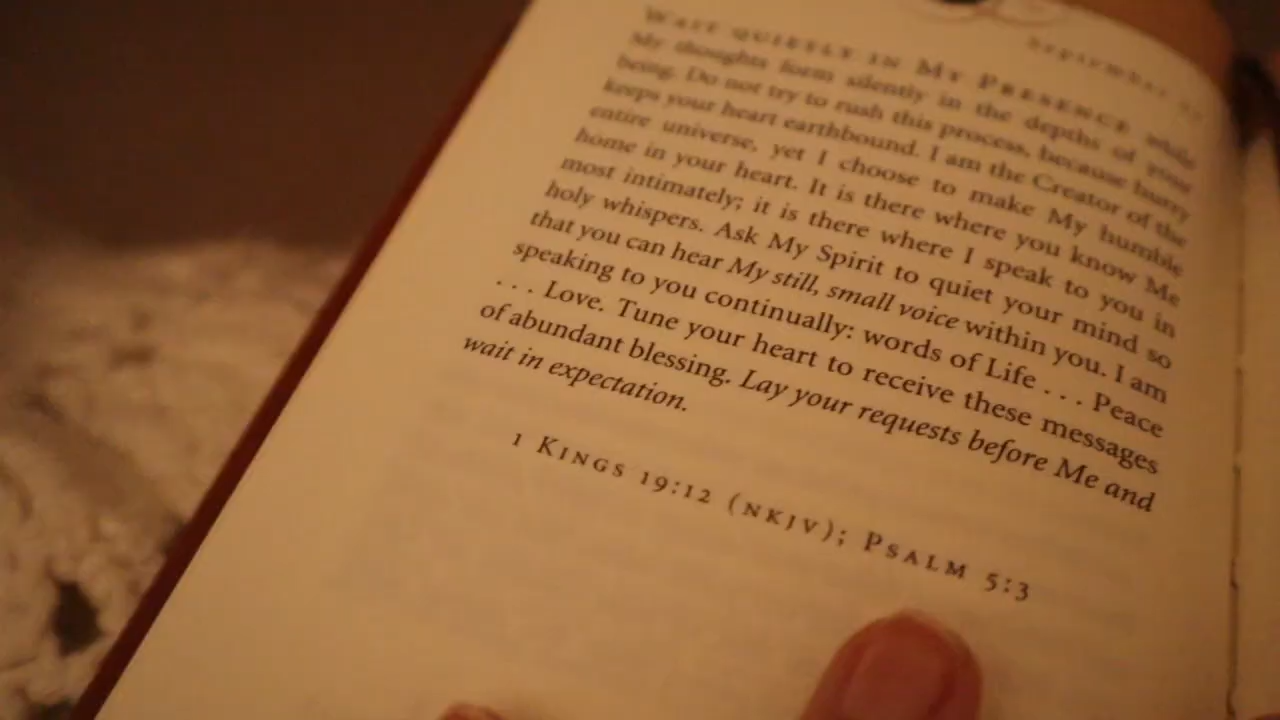 September
WAIT QUIETLY IN MY PRESENCE while
My thoughts form silently in the depths of your
being. Do not try to rush this process, because hurry
keeps your heart earthbound. I am the Creator of the
entire universe, yet I choose to make My humble
home in your heart. It is there where you know Me
most intimately; it is there where I speak to you in
holy whispers. Ask My Spirit to quiet your mind so
that you can hear My still, small voice within you. I am
speaking to you continually: words of Life . . . Peace
. . . Love. Tune your heart to receive these messages
of abundant blessing. Lay your requests before Me and
wait in expectation.
1 KINGS 19:12 (NKJV); PSALM 5:3